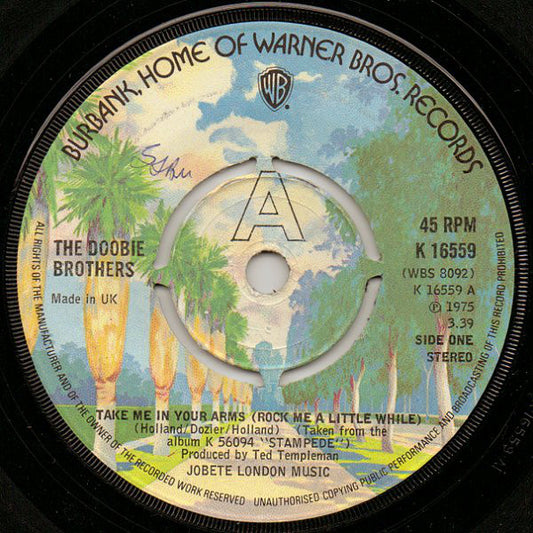 BURBANK, HOME OF WARNER BROS. RECORDS
WB
A
THE DOOBIE
BROTHERS
Made in UK
45 RPM
K 16559
(WBS 8092)
K 16559 A
℗ 1975
3.39
SIDE ONE
STEREO
TAKE ME IN YOUR ARMS (ROCK ME A LITTLE WHILE)
(Holland/Dozier/Holland) (Taken from the
album K 56094 "STAMPEDE")
Produced by Ted Templeman
JOBETE LONDON MUSIC
ALL RIGHTS OF THE MANUFACTURER AND OF THE OWNER OF THE RECORDED WORK RESERVED UNAUTHORISED COPYING PUBLIC PERFORMANCE AND BROADCASTING OF THIS RECORD PROHIBITED